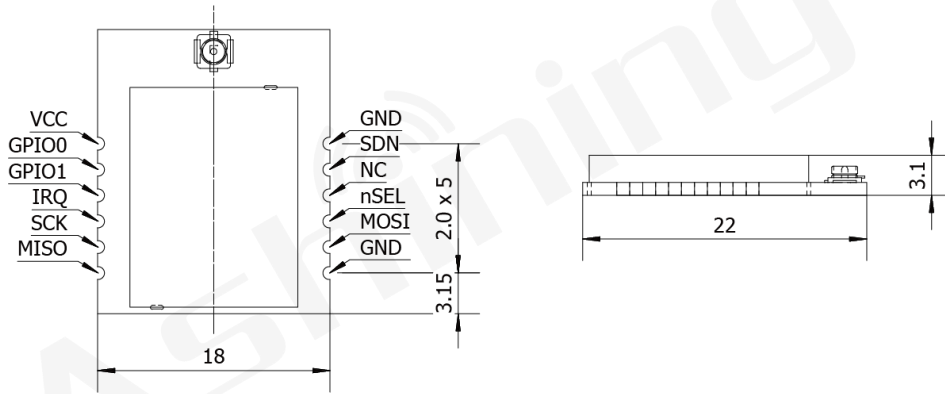 VCC
GPIO0
GPIO1
IRQ
SCK
MISO
GND
SDN
NC
nSEL
MOSI
GND
2.0 x 5
3.15
18
22
3.1
Ashining